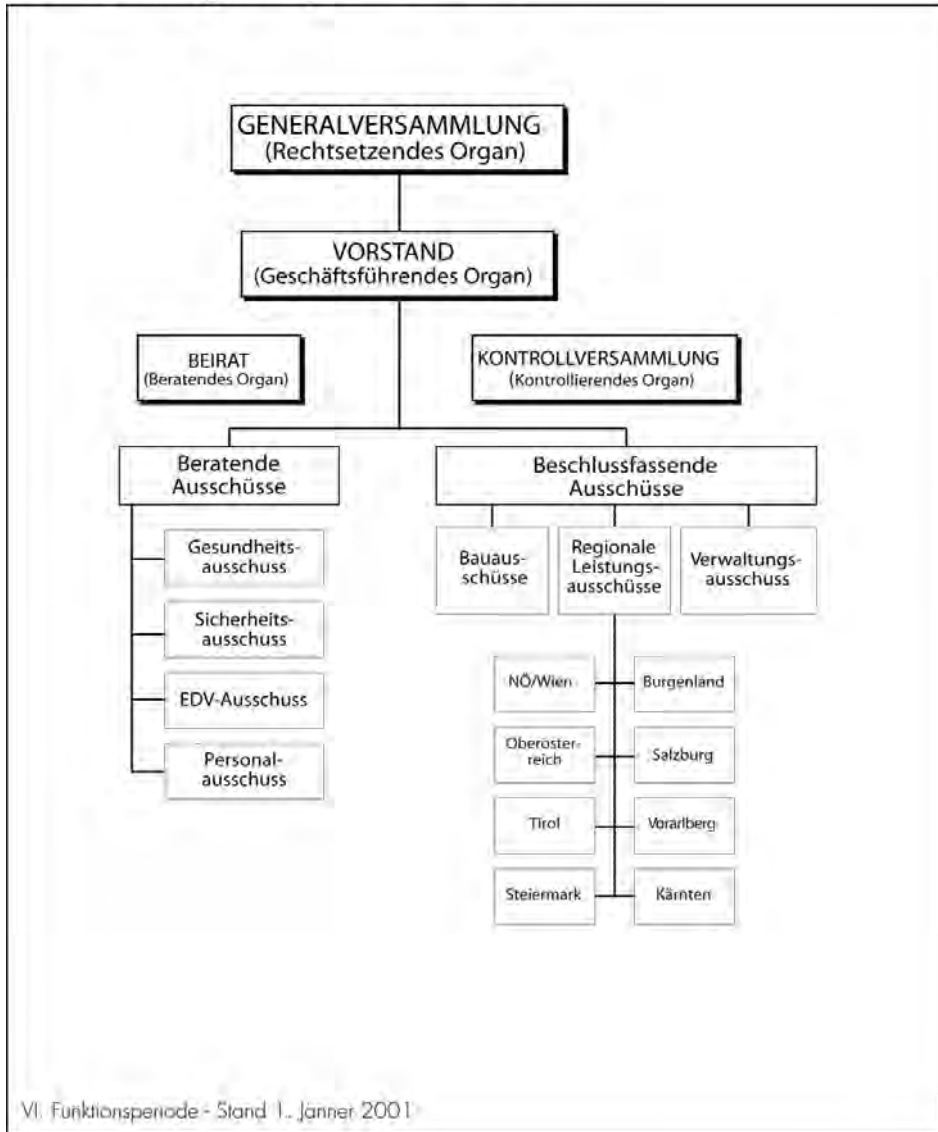 GENERALVERSAMMLUNG
(Rechtsetzendes Organ)
VORSTAND
(Geschäftsführendes Organ)
BEIRAT
(Beratendes Organ)
KONTROLLVERSAMMLUNG
(Kontrollierendes Organ)
Beratende
Ausschüsse
Gesundheits-
ausschuss
Sicherheits-
ausschuss
EDV-Ausschuss
Personal-
ausschuss
Beschlussfassende
Ausschüsse
Bauaus-
schüsse
Regionale
Leistungs-
ausschüsse
Verwaltungs-
ausschuss
NÖ/Wien
Burgenland
Oberöster-
reich
Salzburg
Tirol
Vorarlberg
Steiermark
Kärnten
VI. Funktionsperiode - Stand 1. Jänner 2001